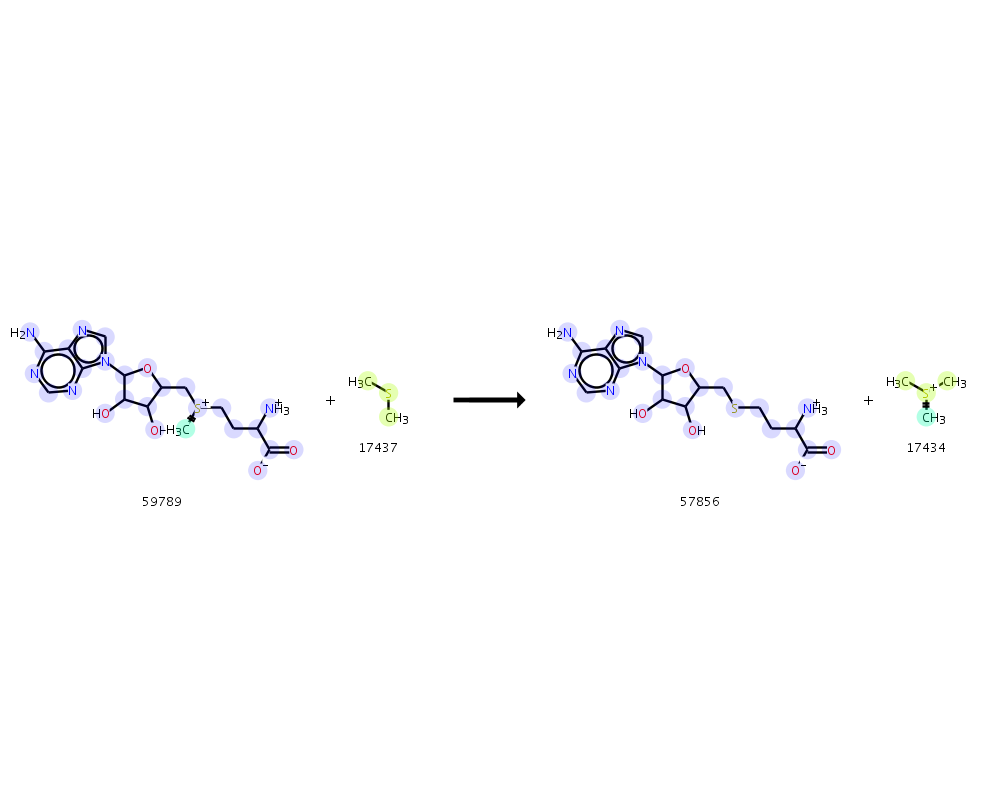 H₂N N N N N O HO OH H₃C S⁺ NH₃⁺ O O⁻
59789
+
H₃C S CH₃
17437
H₂N N N N N O HO OH S NH₃⁺ O O⁻
57856
+
H₃C S⁺ CH₃ CH₃
17434